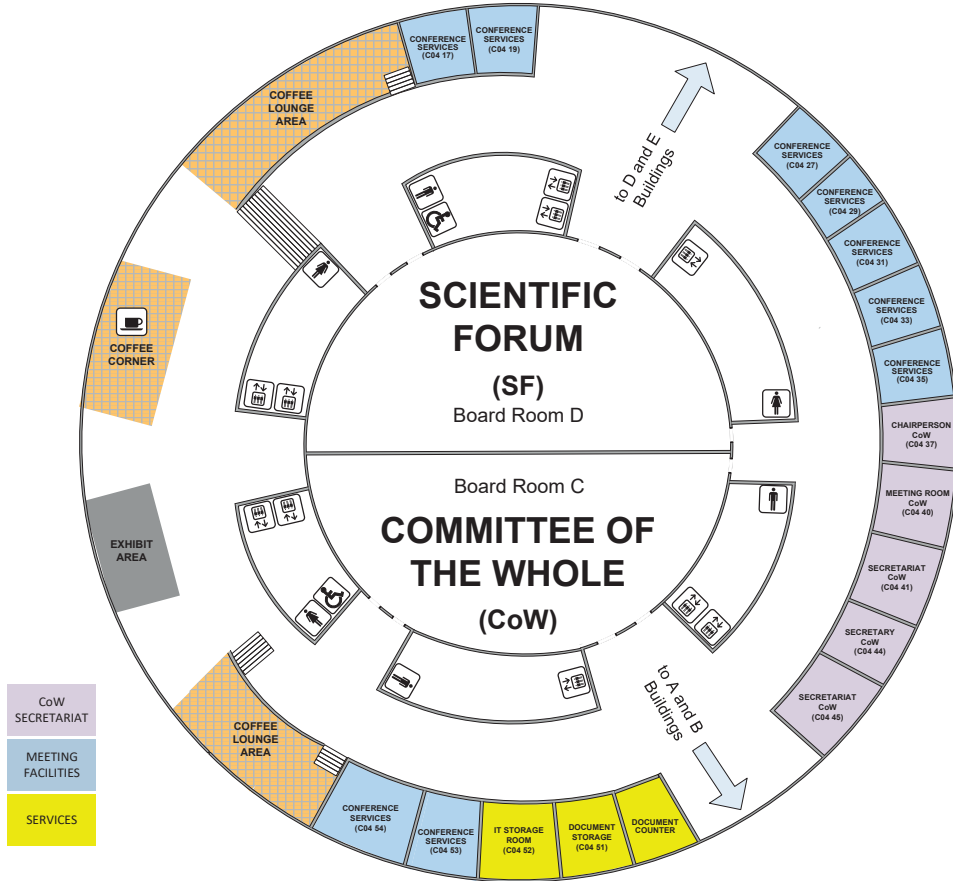 CONFERENCE
SERVICES
(C04 17)
CONFERENCE
SERVICES
(C04 19)
COFFEE
LOUNGE
AREA
to D and E
Buildings
CONFERENCE
SERVICES
(C04 27)
CONFERENCE
SERVICES
(C04 29)
CONFERENCE
SERVICES
(C04 31)
CONFERENCE
SERVICES
(C04 33)
CONFERENCE
SERVICES
(C04 35)
COFFEE
CORNER
SCIENTIFIC
FORUM
(SF)
Board Room D
CHAIRPERSON
CoW
(C04 37)
Board Room C
COMMITTEE OF
THE WHOLE
(CoW)
MEETING ROOM
CoW
(C04 40)
EXHIBIT
AREA
SECRETARIAT
CoW
(C04 41)
SECRETARY
CoW
(C04 44)
SECRETARIAT
CoW
(C04 45)
to A and B
Buildings
COFFEE
LOUNGE
AREA
CoW
SECRETARIAT
MEETING
FACILITIES
SERVICES
CONFERENCE
SERVICES
(C04 54)
CONFERENCE
SERVICES
(C04 53)
IT STORAGE
ROOM
(C04 52)
DOCUMENT
STORAGE
(C04 51)
DOCUMENT
COUNTER